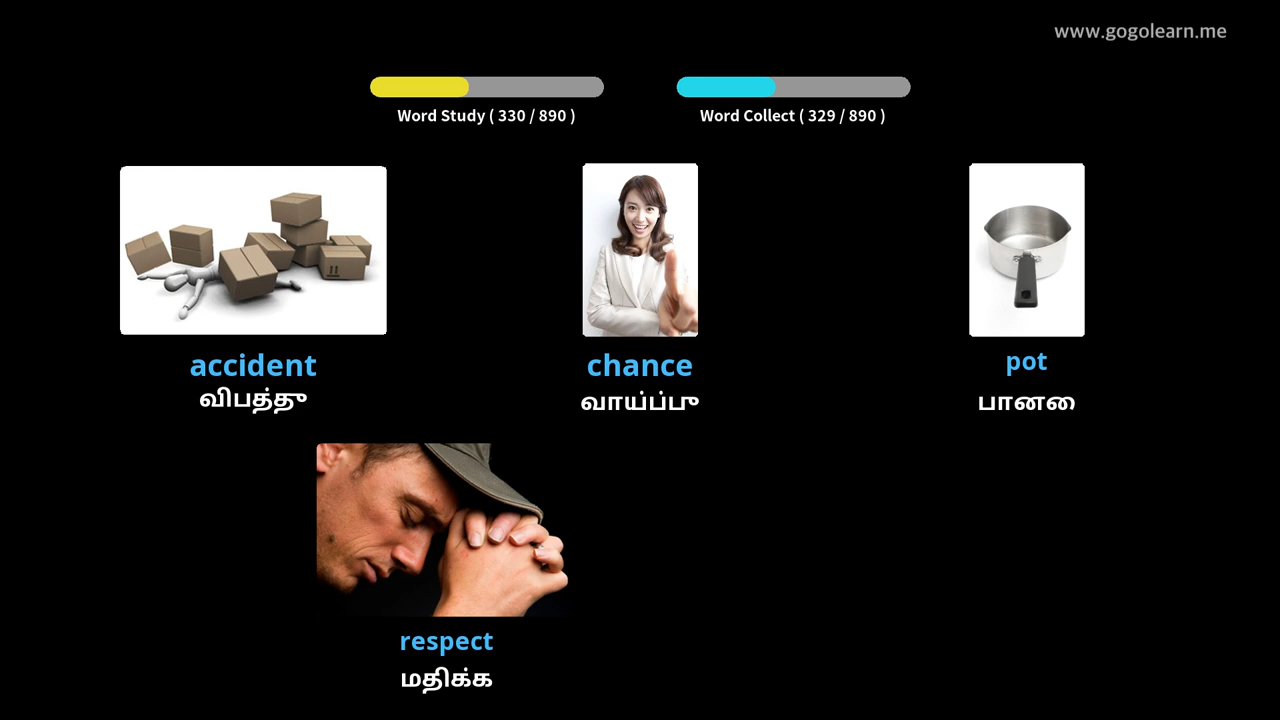 www.gogolearn.me
Word Study ( 330 / 890 )
Word Collect ( 329 / 890 )
accident
விபத்து
chance
வாய்ப்பு
pot
பானை
respect
மதிக்க